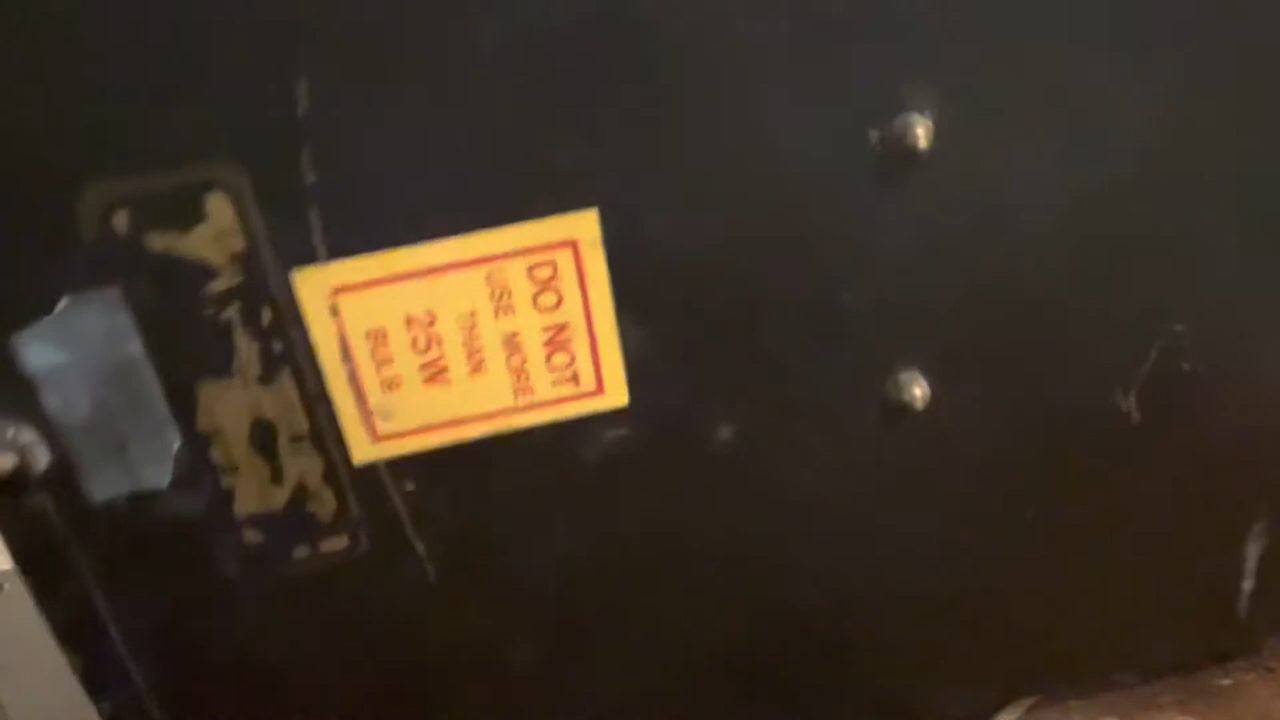 DO NOT
USE MORE
THAN
25W
BULB